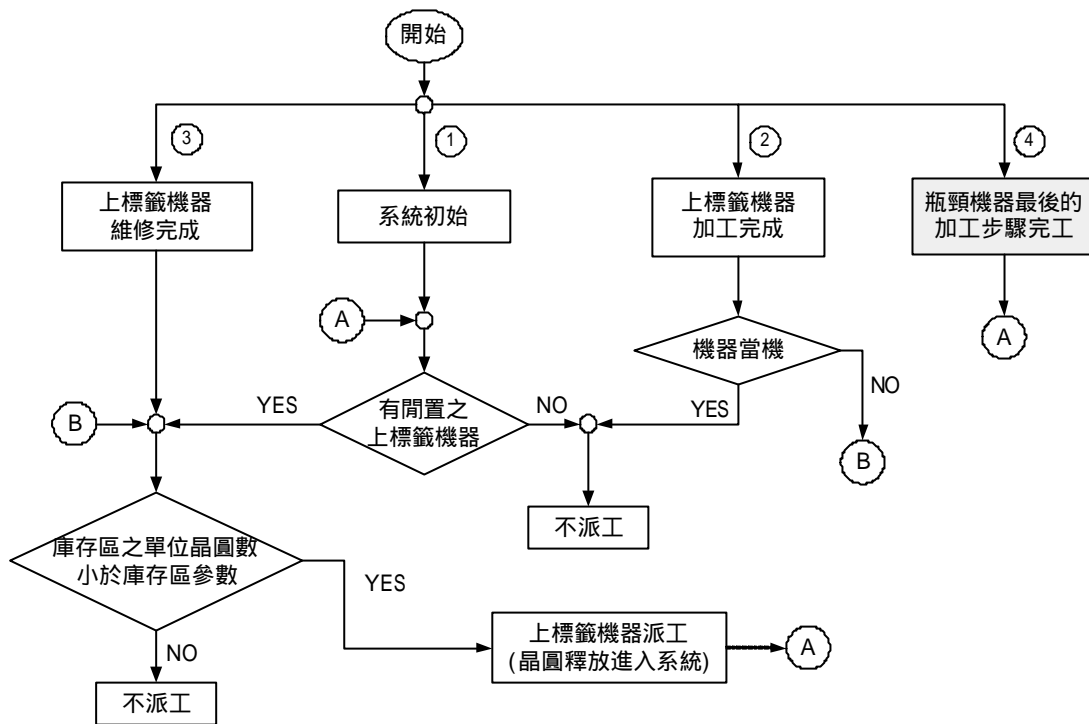 開始
3
1
2
4
上標籤機器
維修完成
系統初始
上標籤機器
加工完成
瓶頸機器最後的
加工步驟完工
A
A
機器當機
YES
NO
YES
NO
B
有閒置之
上標籤機器
B
不派工
庫存區之單位晶圓數
小於庫存區參數
YES
NO
上標籤機器派工
(晶圓釋放進入系統)
A
不派工